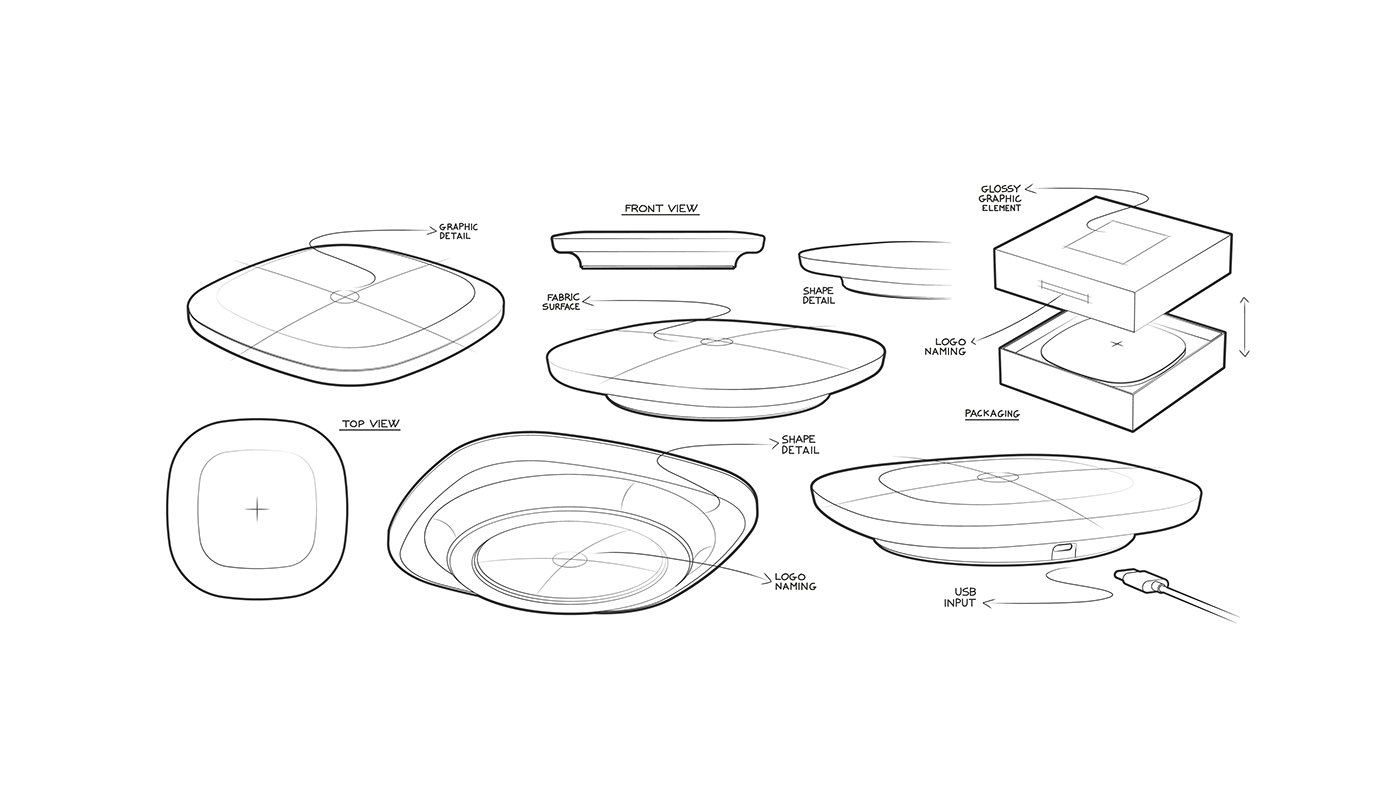 GLOSSY
GRAPHIC
ELEMENT
FRONT VIEW
GRAPHIC
DETAIL
SHAPE
DETAIL
FABRIC
SURFACE
LOGO
NAMING
PACKAGING
TOP VIEW
SHAPE
DETAIL
LOGO
NAMING
USB
INPUT